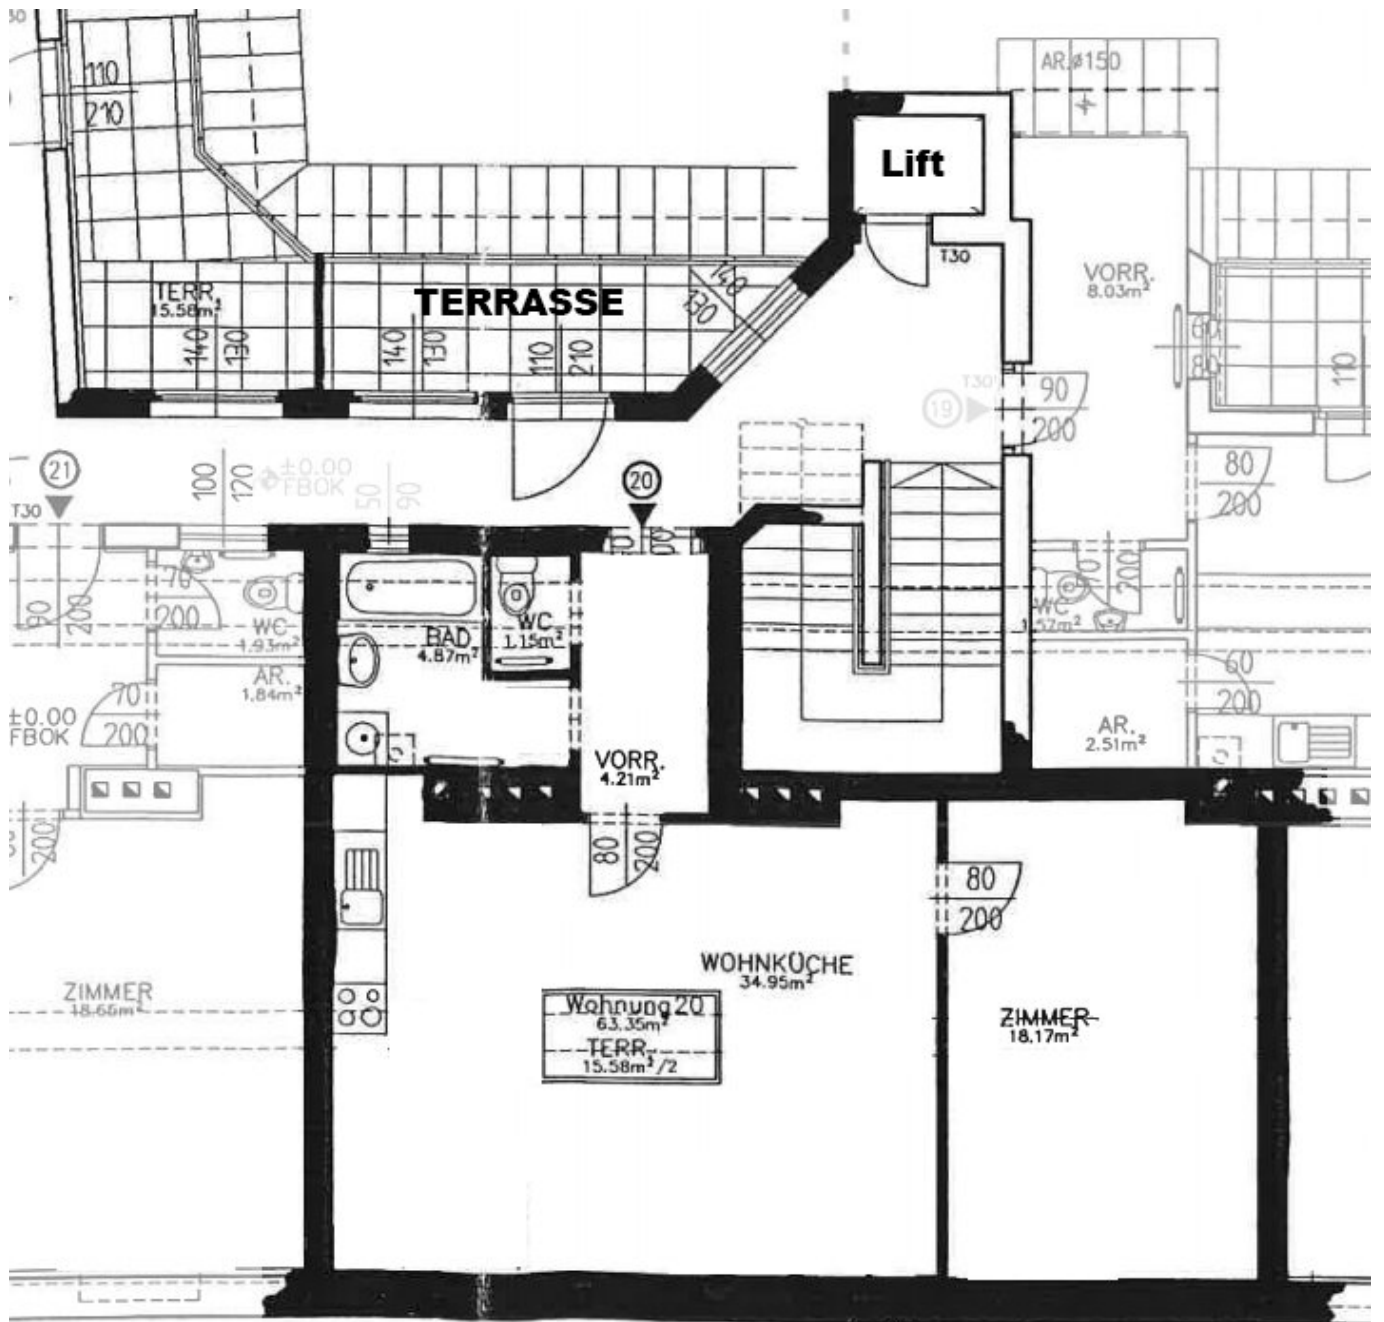 AR.ø150
110
210
Lift
T30
VORR.
8.03m²
TERR.
15.58m²
TERRASSE
140
130
140
130
140
130
110
210
60
80
110
T30
19
90
200
21
T30
100
120
±0.00
FBOK
50
90
20
80
200
90
200
70
200
WC
1.93m²
AR.
1.84m²
70
200
±0.00
FBOK
BAD
4.87m²
WC
1.15m²
VORR.
4.21m²
70
200
WC
1.57m²
60
200
AR.
2.51m²
200
80
200
80
200
ZIMMER
18.66m²
WOHNKÜCHE
34.95m²
Wohnung 20
63.35m²
TERR.
15.58m²/2
ZIMMER
18.17m²